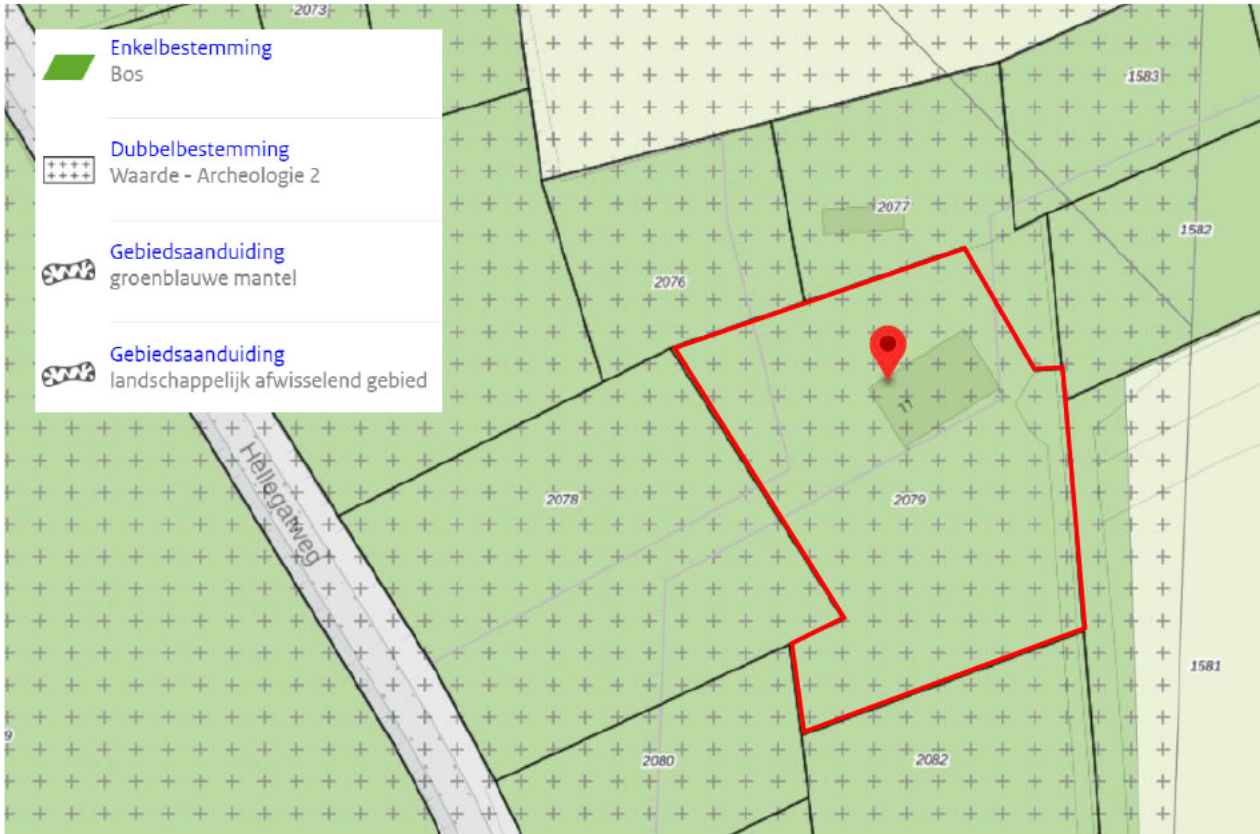 Enkelbestemming
Bos
Dubbelbestemming
Waarde - Archeologie 2
Gebiedsaanduiding
groenblauwe mantel
Gebiedsaanduiding
landschappelijk afwisselend gebied
2073
1583
2077
1582
2076
11
Hellegatweg
2078
2079
1581
9
2080
2082